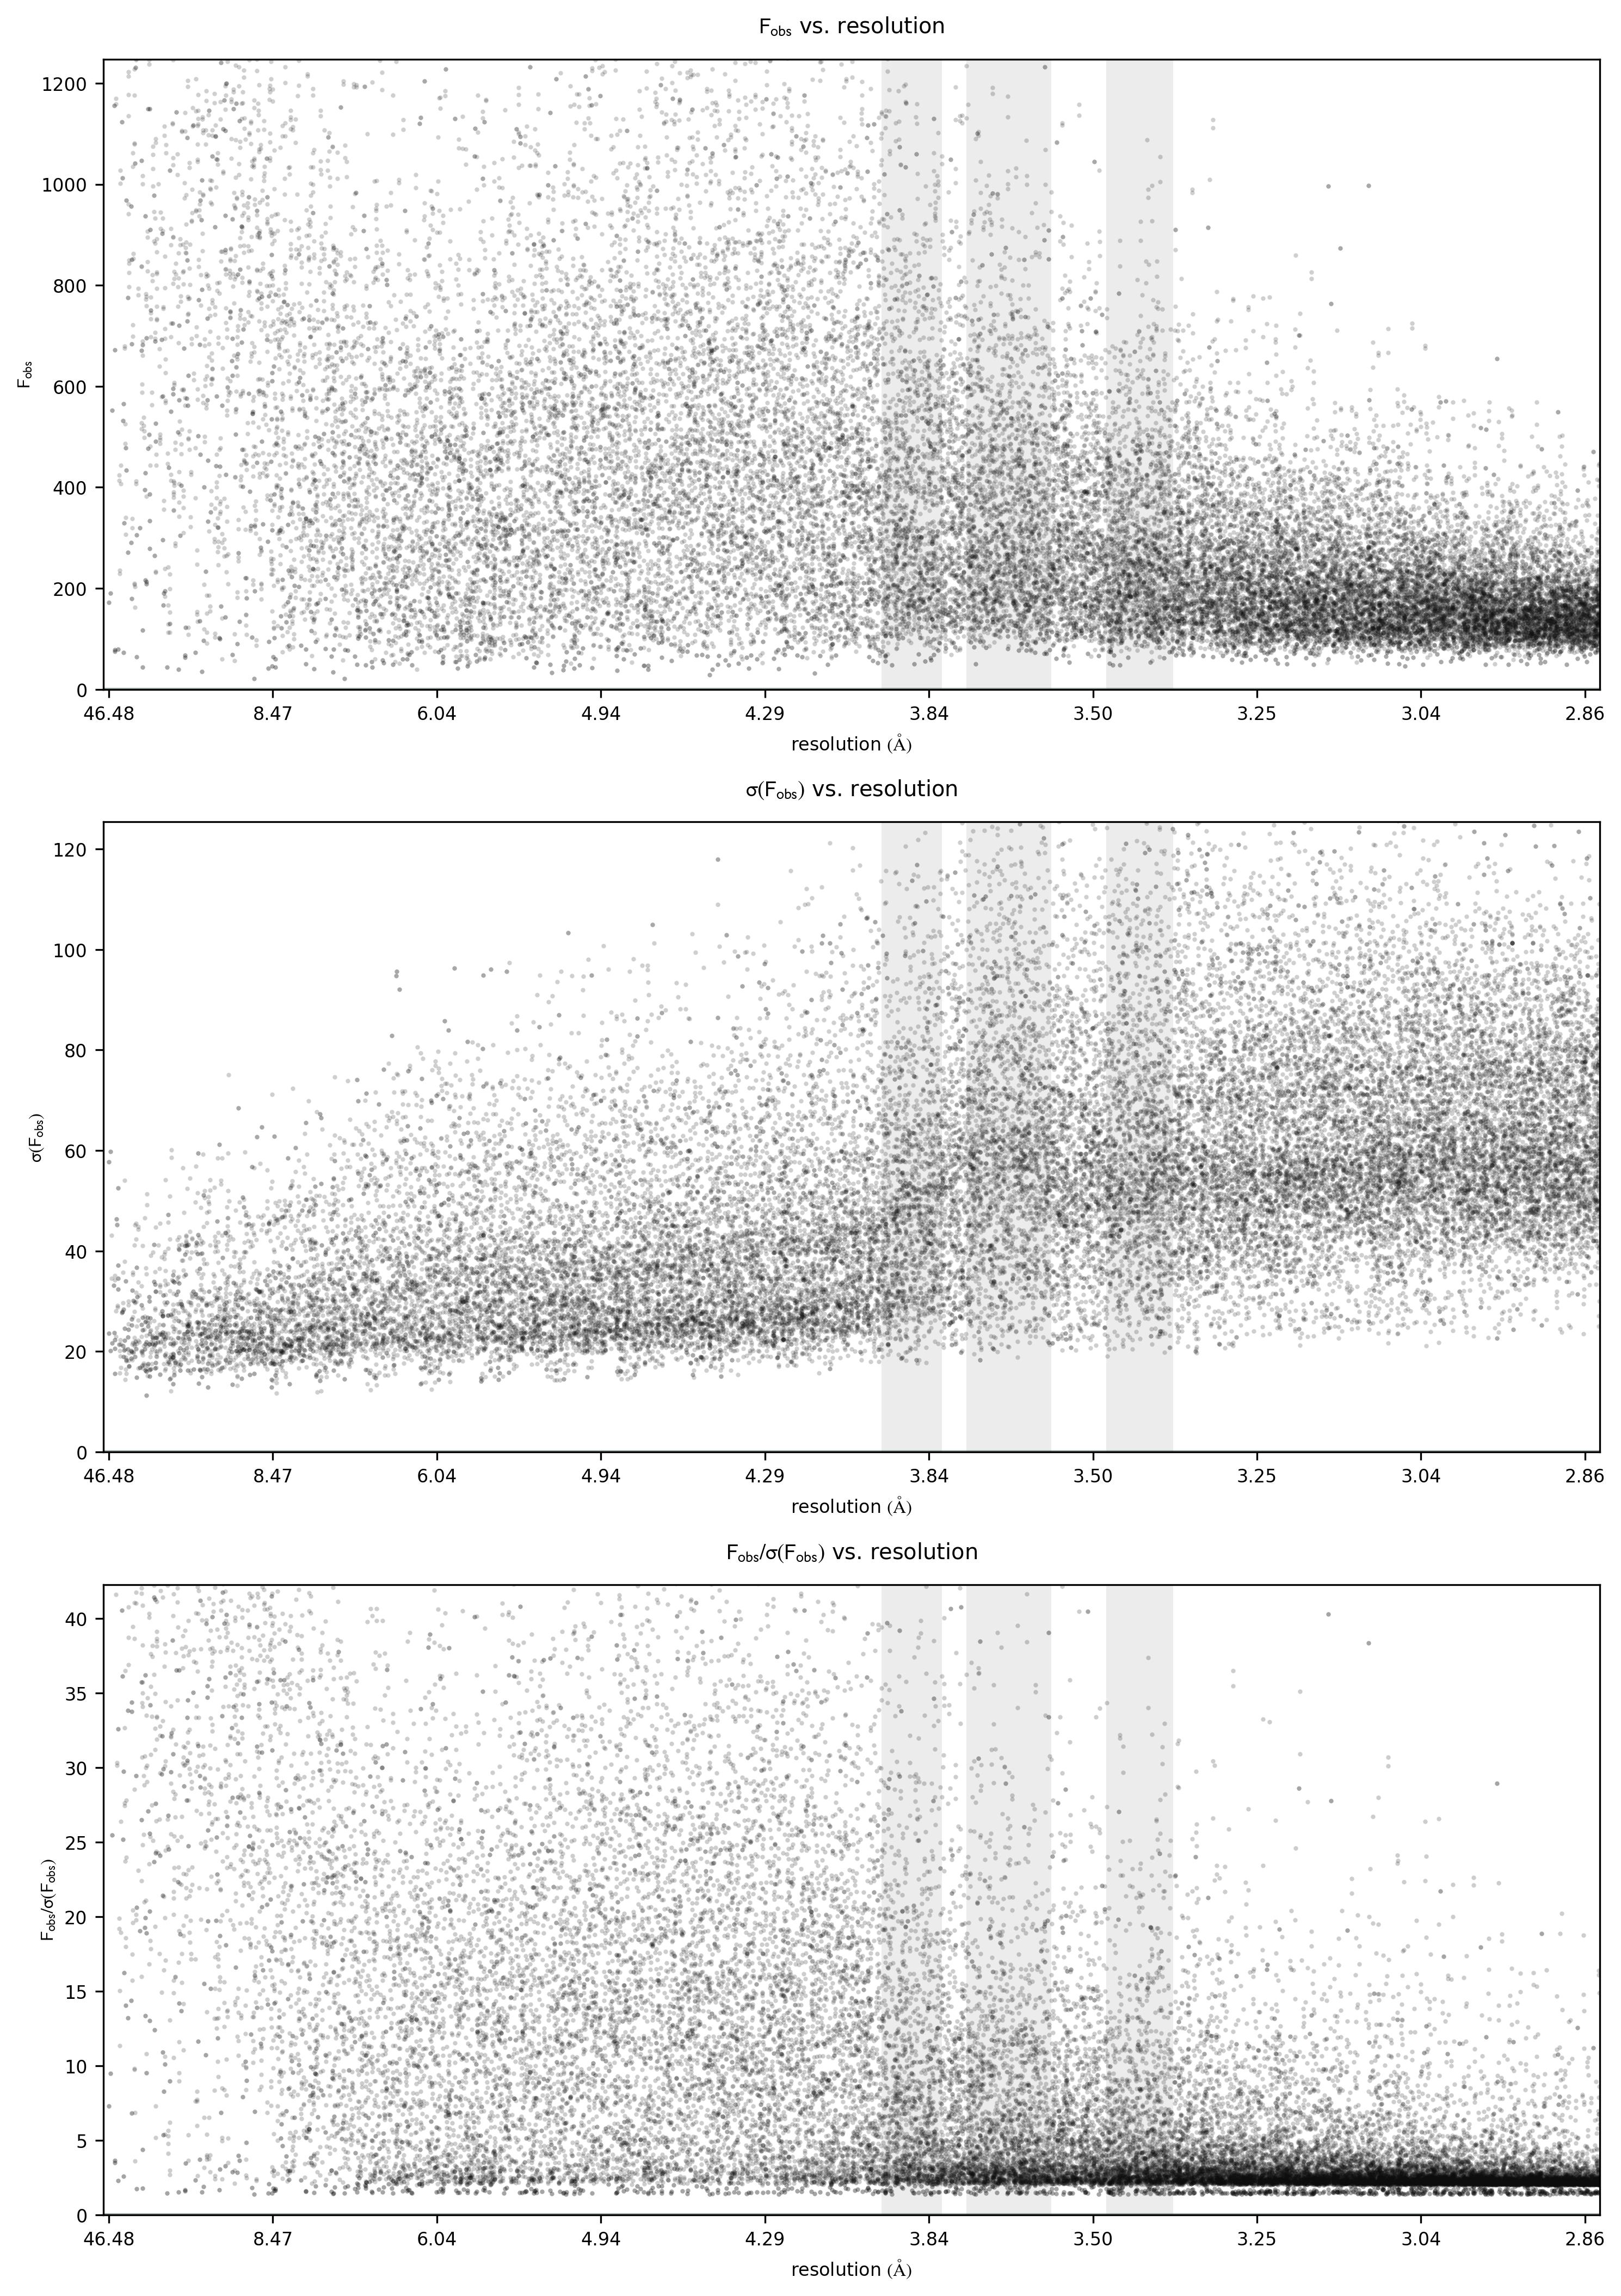 Fobs vs. resolution
Fobs
1200
1000
800
600
400
200
0
46.48 8.47 6.04 4.94 4.29 3.84 3.50 3.25 3.04 2.86
resolution (Å)
σ(Fobs) vs. resolution
σ(Fobs)
120
100
80
60
40
20
0
46.48 8.47 6.04 4.94 4.29 3.84 3.50 3.25 3.04 2.86
resolution (Å)
Fobs/σ(Fobs) vs. resolution
Fobs/σ(Fobs)
40
35
30
25
20
15
10
5
0
46.48 8.47 6.04 4.94 4.29 3.84 3.50 3.25 3.04 2.86
resolution (Å)